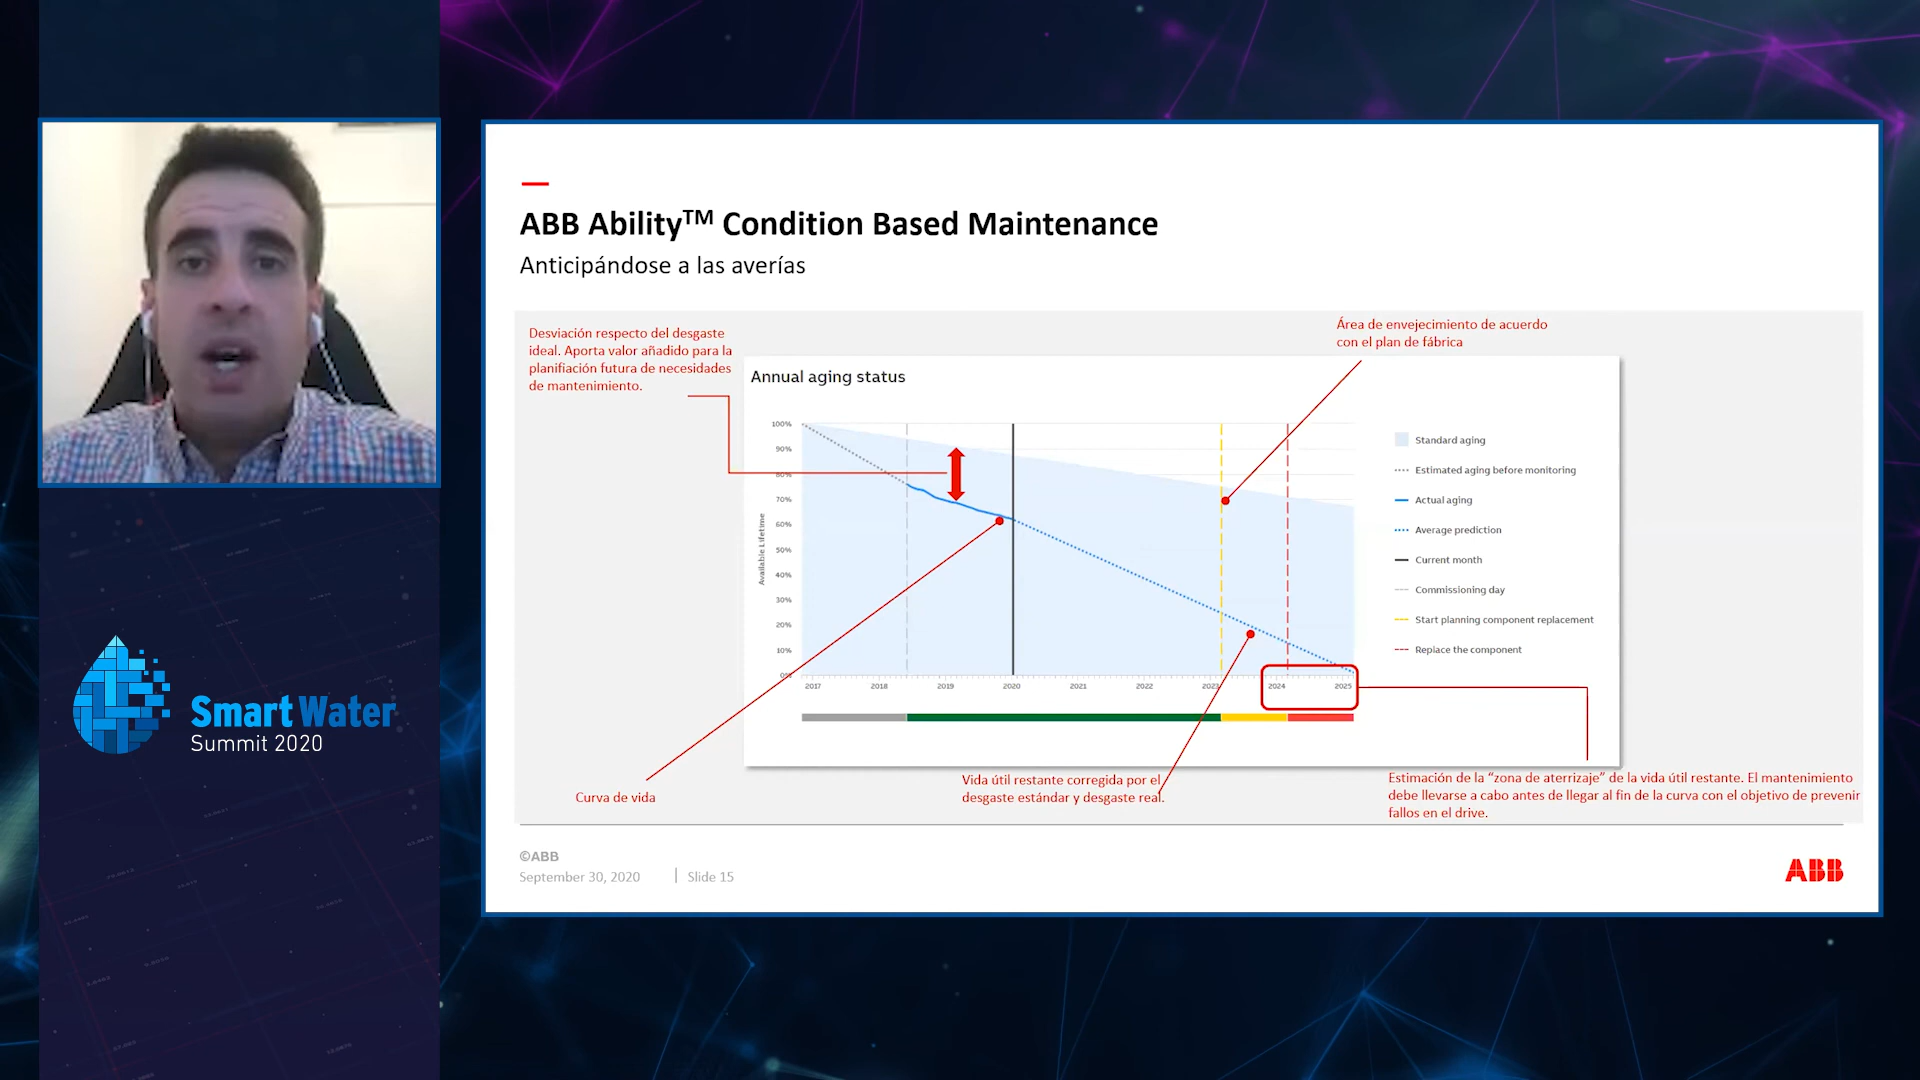 ABB Ability™ Condition Based Maintenance
Anticipándose a las averías
Desviación respecto del desgaste
ideal. Aporta valor añadido para la
planifiación futura de necesidades
de mantenimiento.
Área de envejecimiento de acuerdo
con el plan de fábrica
Annual aging status
Available Lifetime
100%
90%
80%
70%
60%
50%
40%
30%
20%
10%
0%
2017 2018 2019 2020 2021 2022 2023 2024 2025
Standard aging
Estimated aging before monitoring
Actual aging
Average prediction
Current month
Commissioning day
Start planning component replacement
Replace the component
Curva de vida
Vida útil restante corregida por el
desgaste estándar y desgaste real.
Estimación de la “zona de aterrizaje” de la vida útil restante. El mantenimiento
debe llevarse a cabo antes de llegar al fin de la curva con el objetivo de prevenir
fallos en el drive.
©ABB
September 30, 2020 | Slide 15
ABB
Smart Water
Summit 2020